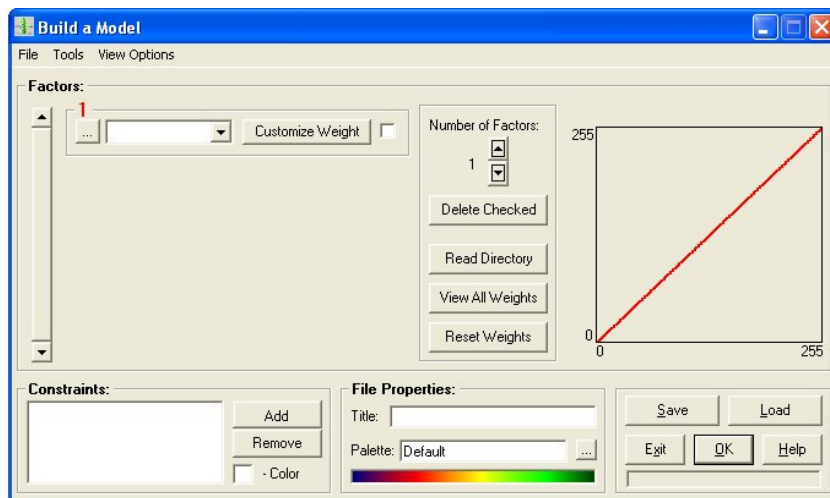 Build a Model
File Tools View Options
Factors:
1
... Customize Weight
Number of Factors:
1
Delete Checked
Read Directory
View All Weights
Reset Weights
255
0
0 255
Constraints:
Add
Remove
- Color
File Properties:
Title:
Palette: Default ...
Save Load
Exit OK Help